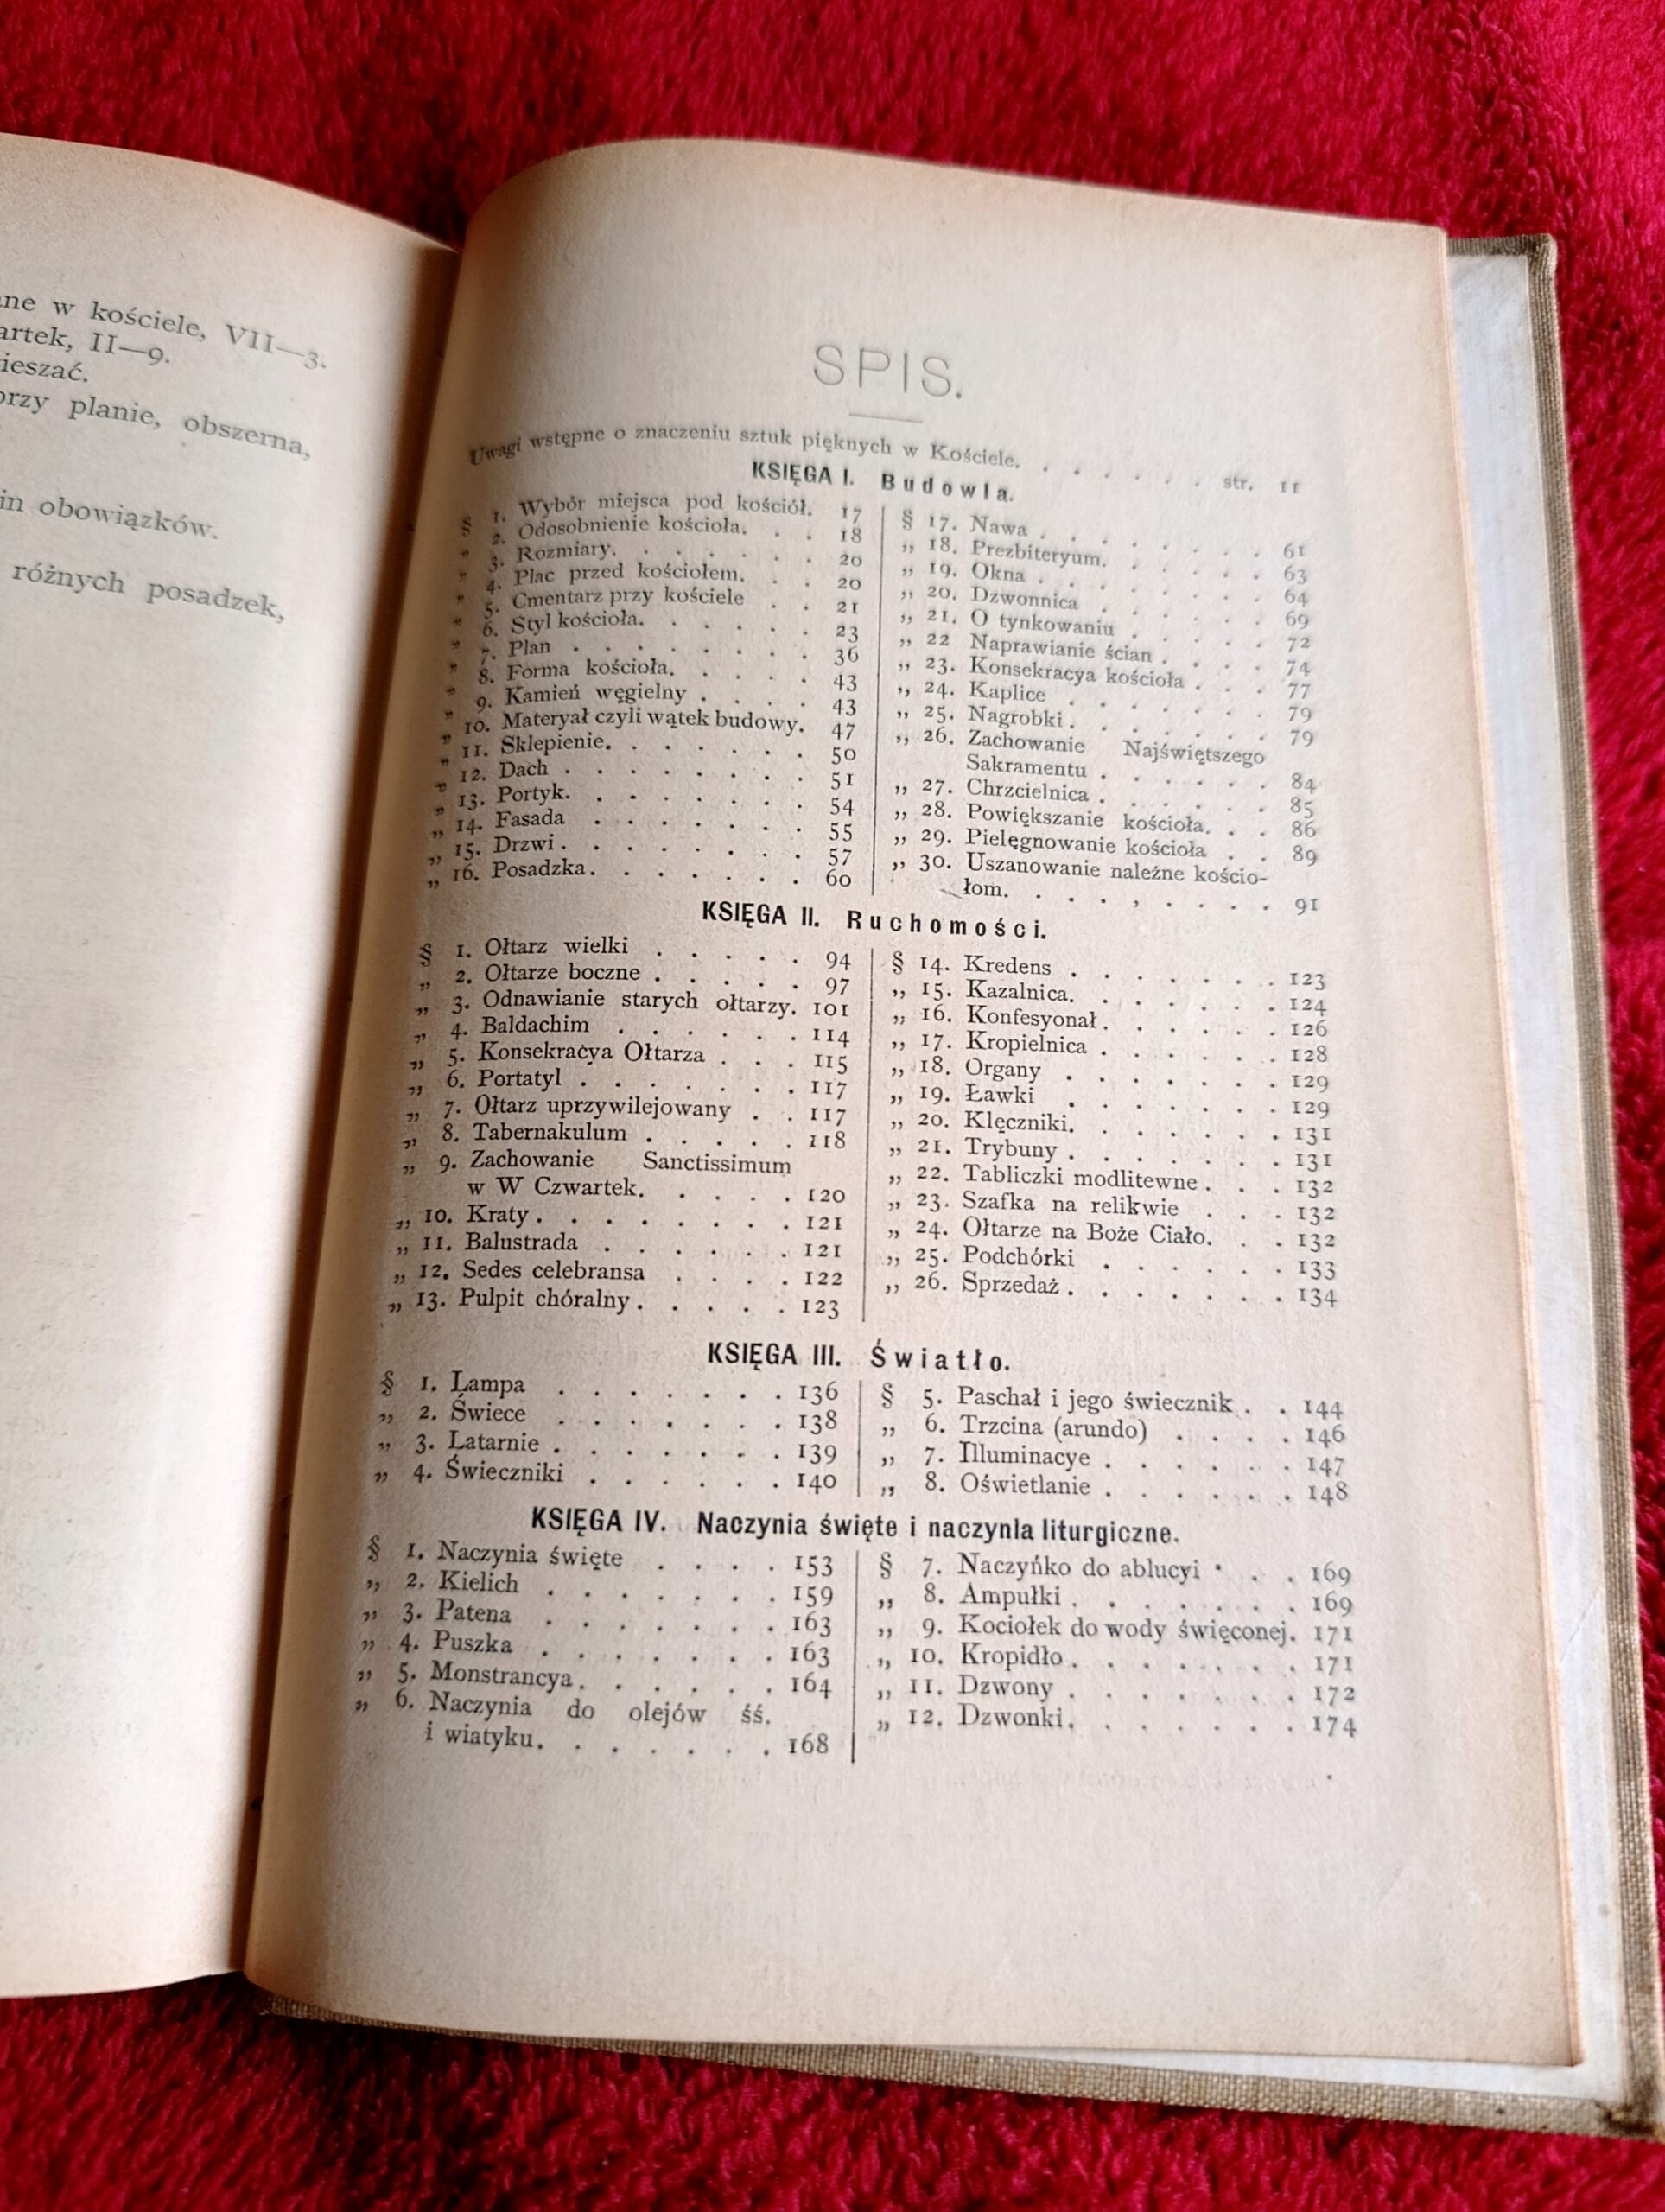 ne w kościele, VII—3.
artek, II—9.
ieszać.
przy planie, obszerna,
in obowiązków.
różnych posadzek,
SPIS.
Uwagi wstępne o znaczeniu sztuk pięknych w Kościele. . . . . . . str. 11
KSIĘGA I. Budowla.
§ 1. Wybór miejsca pod kościół. 17
„ 2. Odosobnienie kościoła. . . 18
„ 3. Rozmiary. . . . . . . 20
„ 4. Plac przed kościołem. . . 20
„ 5. Cmentarz przy kościele . . 21
„ 6. Styl kościoła. . . . . . 23
„ 7. Plan . . . . . . . . 36
„ 8. Forma kościoła. . . . . 43
„ 9. Kamień węgielny . . . . 43
„ 10. Materyał czyli wątek budowy. 47
„ 11. Sklepienie. . . . . . . 50
„ 12. Dach . . . . . . . . 51
„ 13. Portyk. . . . . . . . 54
„ 14. Fasada . . . . . . . 55
„ 15. Drzwi . . . . . . . . 57
„ 16. Posadzka. . . . . . . 60
§ 17. Nawa . . . . . . . . 61
„ 18. Prezbiteryum. . . . . . 63
„ 19. Okna . . . . . . . . 64
„ 20. Dzwonnica . . . . . . 69
„ 21. O tynkowaniu . . . . . 72
„ 22 Naprawianie ścian . . . . 74
„ 23. Konsekracya kościoła . . . 77
„ 24. Kaplice . . . . . . . 79
„ 25. Nagrobki . . . . . . . 79
„ 26. Zachowanie Najświętszego
Sakramentu . . . . . . 84
„ 27. Chrzcielnica . . . . . . 85
„ 28. Powiększanie kościoła. . . 86
„ 29. Pielęgnowanie kościoła . . 89
„ 30. Uszanowanie należne kościo-
łom. . . . , . . . . . 91
KSIĘGA II. Ruchomości.
§ 1. Ołtarz wielki . . . . . 94
„ 2. Ołtarze boczne . . . . . 97
„ 3. Odnawianie starych ołtarzy. 101
„ 4. Baldachim . . . . . . 114
„ 5. Konsekracya Ołtarza . . . 115
„ 6. Portatyl . . . . . . . 117
„ 7. Ołtarz uprzywilejowany . . 117
„ 8. Tabernakulum . . . . . 118
„ 9. Zachowanie Sanctissimum
w W Czwartek. . . . . 120
„ 10. Kraty . . . . . . . . 121
„ 11. Balustrada . . . . . . 121
„ 12. Sedes celebransa . . . . 122
„ 13. Pulpit chóralny . . . . . 123
§ 14. Kredens . . . . . . . 123
„ 15. Kazalnica. . . . . . . 124
„ 16. Konfesyonał . . . . . . 126
„ 17. Kropielnica . . . . . . 128
„ 18. Organy . . . . . . . 129
„ 19. Ławki . . . . . . . 129
„ 20. Klęczniki. . . . . . . 131
„ 21. Trybuny . . . . . . . 131
„ 22. Tabliczki modlitewne . . . 132
„ 23. Szafka na relikwie . . . 132
„ 24. Ołtarze na Boże Ciało. . . 132
„ 25. Podchórki . . . . . . 133
„ 26. Sprzedaż . . . . . . . 134
KSIĘGA III. Światło.
§ 1. Lampa . . . . . . . 136
„ 2. Świece . . . . . . . 138
„ 3. Latarnie . . . . . . . 139
„ 4. Świeczniki . . . . . . 140
§ 5. Paschał i jego świecznik . . 144
„ 6. Trzcina (arundo) . . . . 146
„ 7. Illuminacye . . . . . . 147
„ 8. Oświetlanie . . . . . . 148
KSIĘGA IV. Naczynia święte i naczynia liturgiczne.
§ 1. Naczynia święte . . . . 153
„ 2. Kielich . . . . . . . 159
„ 3. Patena . . . . . . . 163
„ 4. Puszka . . . . . . . 163
„ 5. Monstrancya. . . . . . 164
„ 6. Naczynia do olejów śś.
i wiatyku. . . . . . . 168
§ 7. Naczyńko do ablucyi . . . 169
„ 8. Ampułki . . . . . . . 169
„ 9. Kociołek do wody święconej. 171
„ 10. Kropidło . . . . . . . 171
„ 11. Dzwony . . . . . . . 172
„ 12. Dzwonki. . . . . . . 174